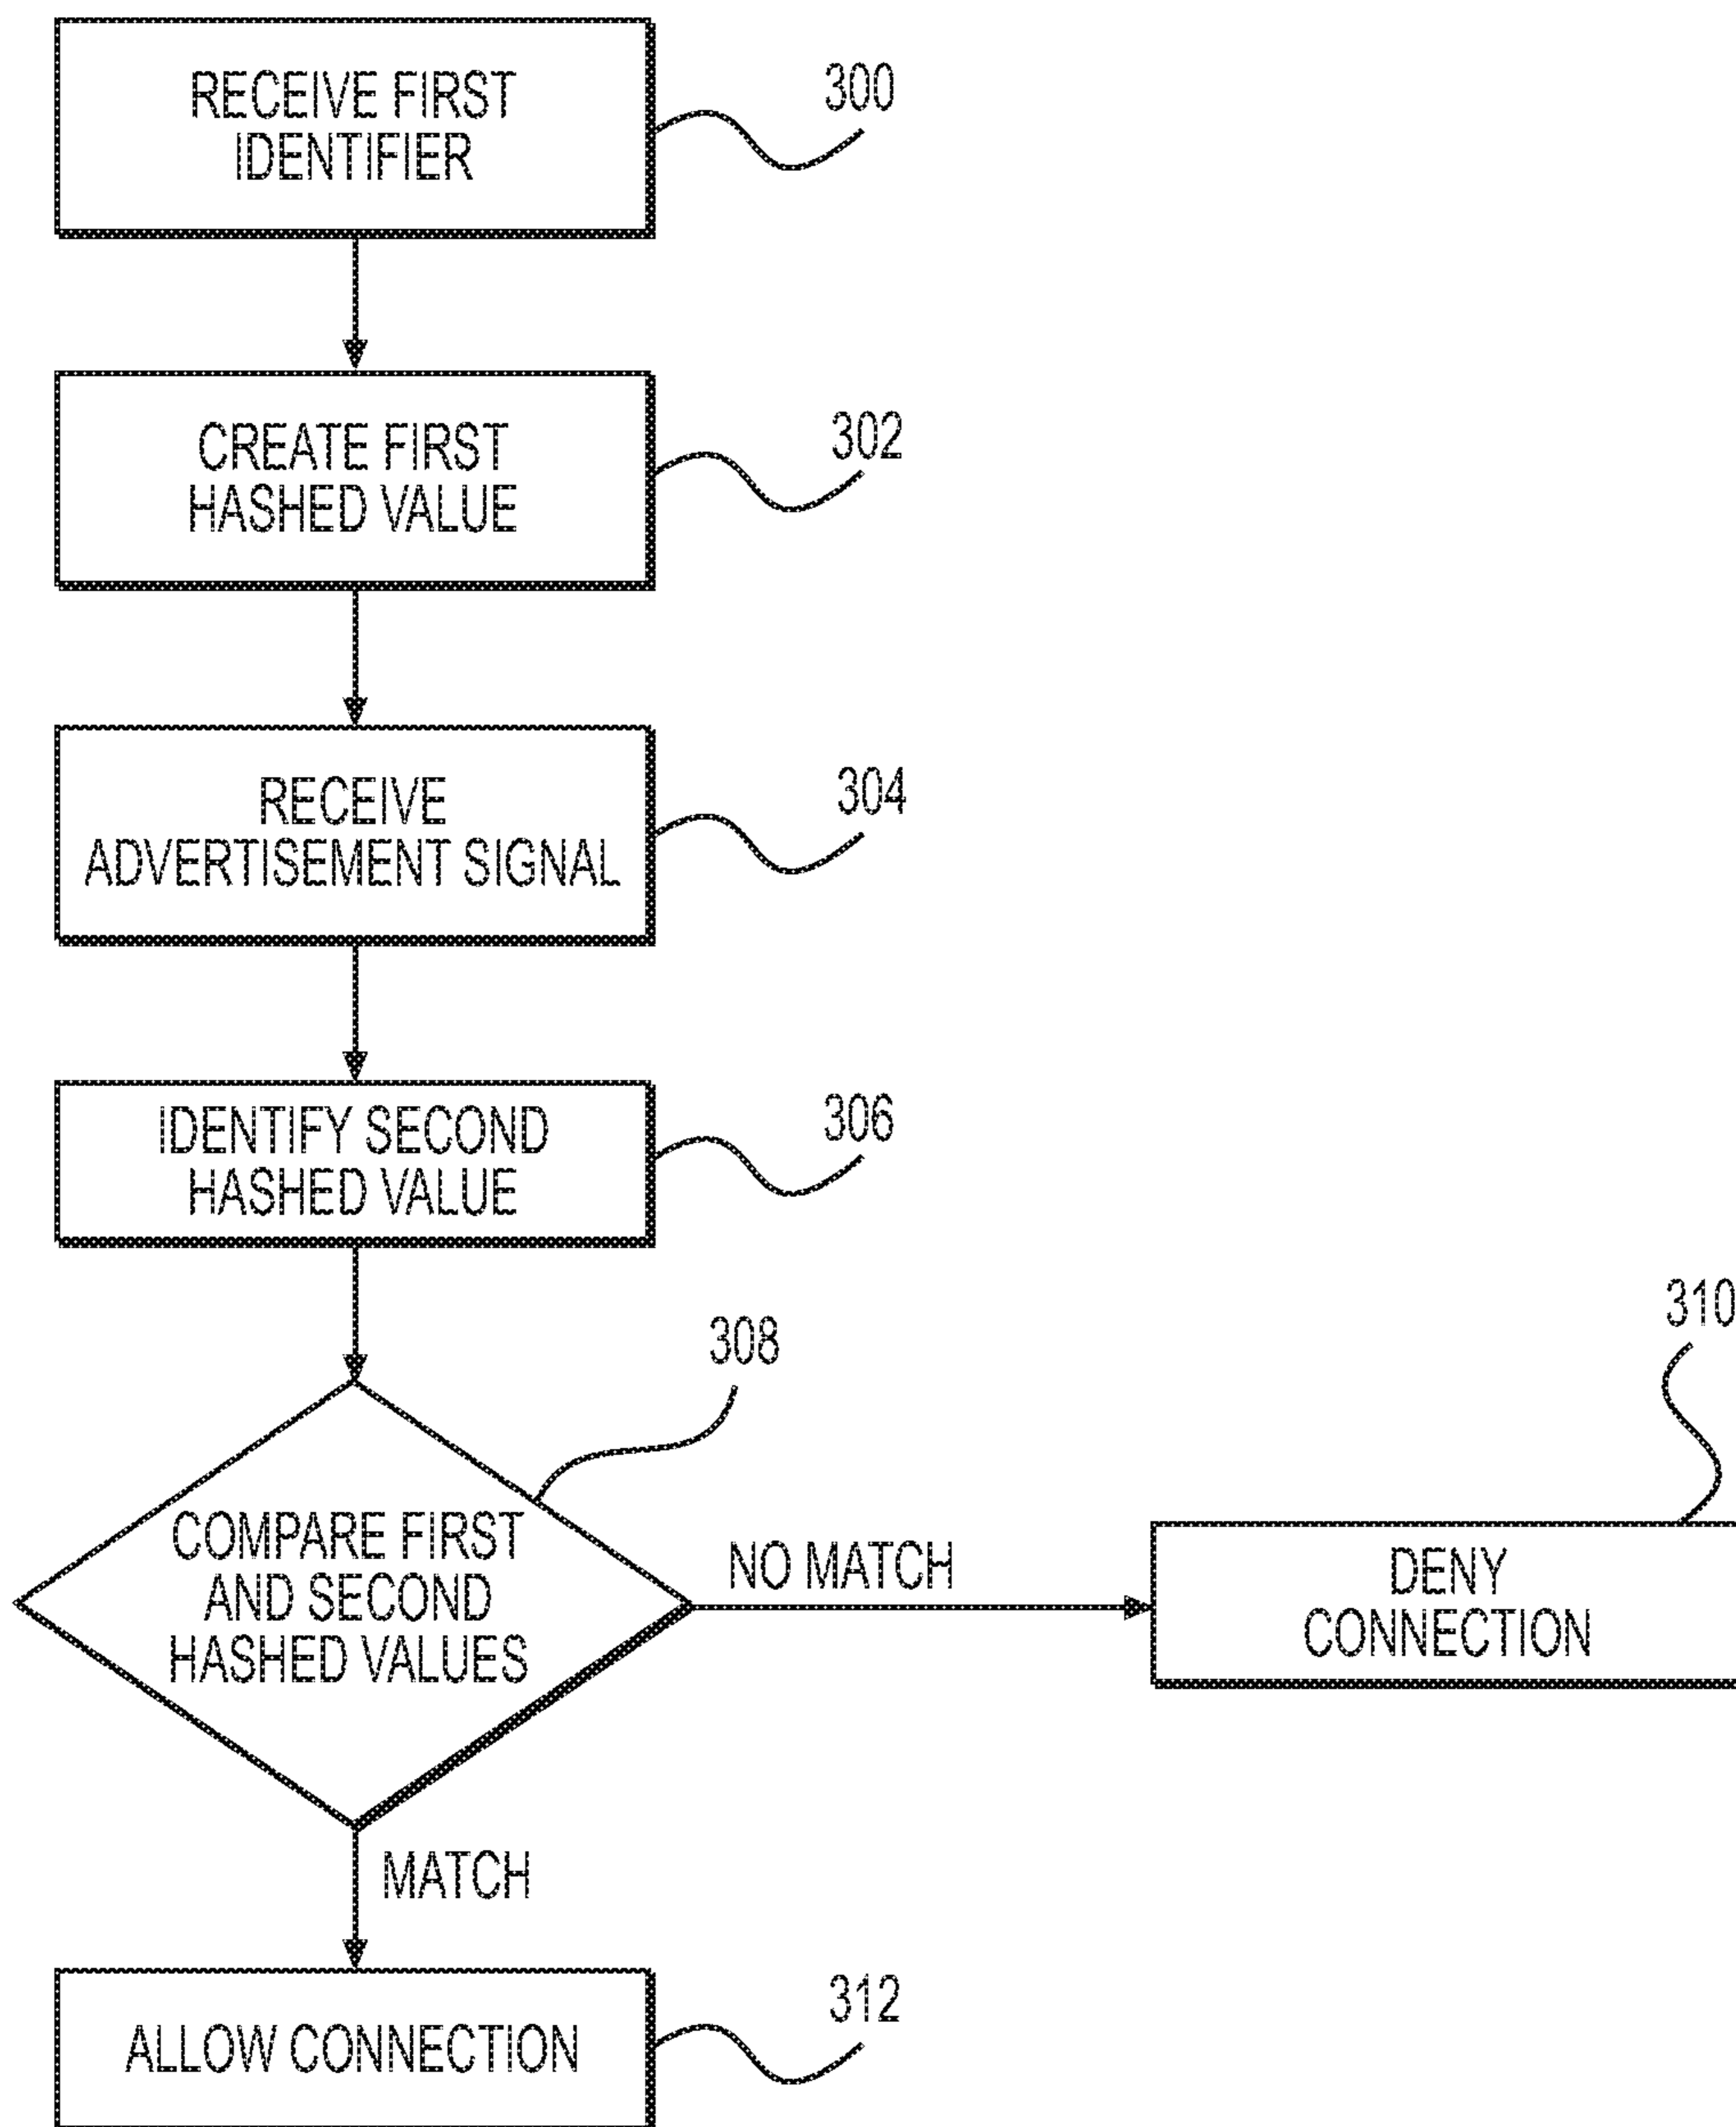 RECEIVE FIRST
IDENTIFIER
300
CREATE FIRST
HASHED VALUE
302
RECEIVE
ADVERTISEMENT SIGNAL
304
IDENTIFY SECOND
HASHED VALUE
306
308
COMPARE FIRST
AND SECOND
HASHED VALUES
NO MATCH
310
DENY
CONNECTION
MATCH
ALLOW CONNECTION
312